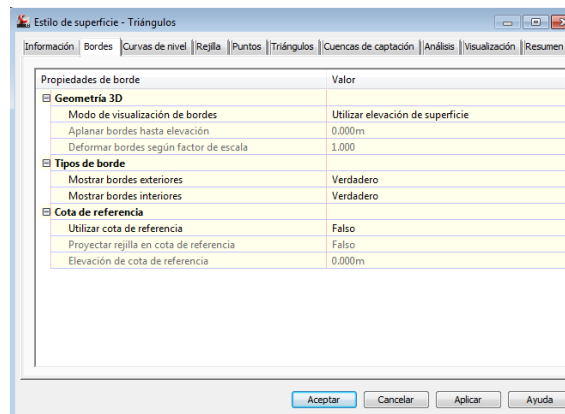 Estilo de superficie - Triángulos
Información Bordes Curvas de nivel Rejilla Puntos Triángulos Cuencas de captación Análisis Visualización Resumen
Propiedades de borde Valor
Geometría 3D
Modo de visualización de bordes Utilizar elevación de superficie
Aplanar bordes hasta elevación 0.000m
Deformar bordes según factor de escala 1.000
Tipos de borde
Mostrar bordes exteriores Verdadero
Mostrar bordes interiores Verdadero
Cota de referencia
Utilizar cota de referencia Falso
Proyectar rejilla en cota de referencia Falso
Elevación de cota de referencia 0.000m
Aceptar Cancelar Aplicar Ayuda